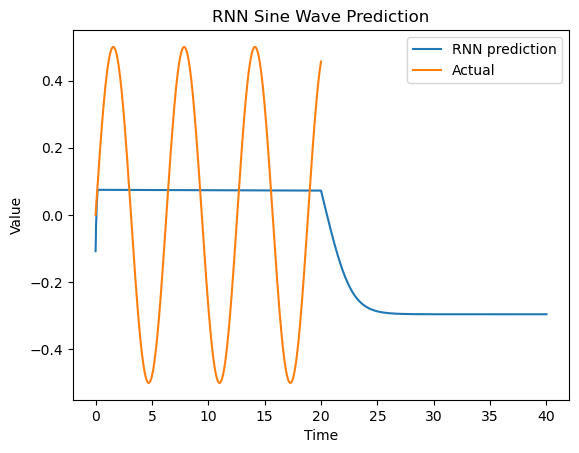 RNN Sine Wave Prediction
RNN prediction
Actual
0.4
0.2
0.0
−0.2
−0.4
Value
0 5 10 15 20 25 30 35 40
Time